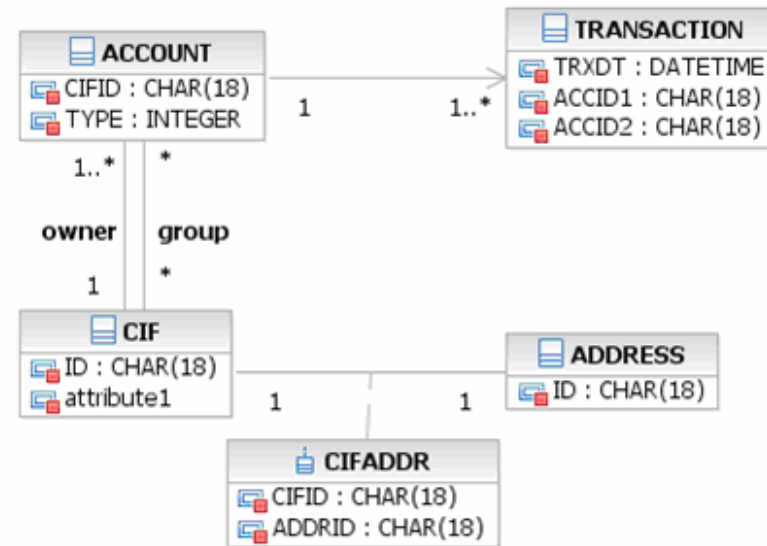 ACCOUNT
CIFID : CHAR(18)
TYPE : INTEGER
TRANSACTION
TRXDT : DATETIME
ACCID1 : CHAR(18)
ACCID2 : CHAR(18)
1
1..*
1..*
*
owner
group
1
*
CIF
ID : CHAR(18)
attribute1
1
1
ADDRESS
ID : CHAR(18)
CIFADDR
CIFID : CHAR(18)
ADDRID : CHAR(18)